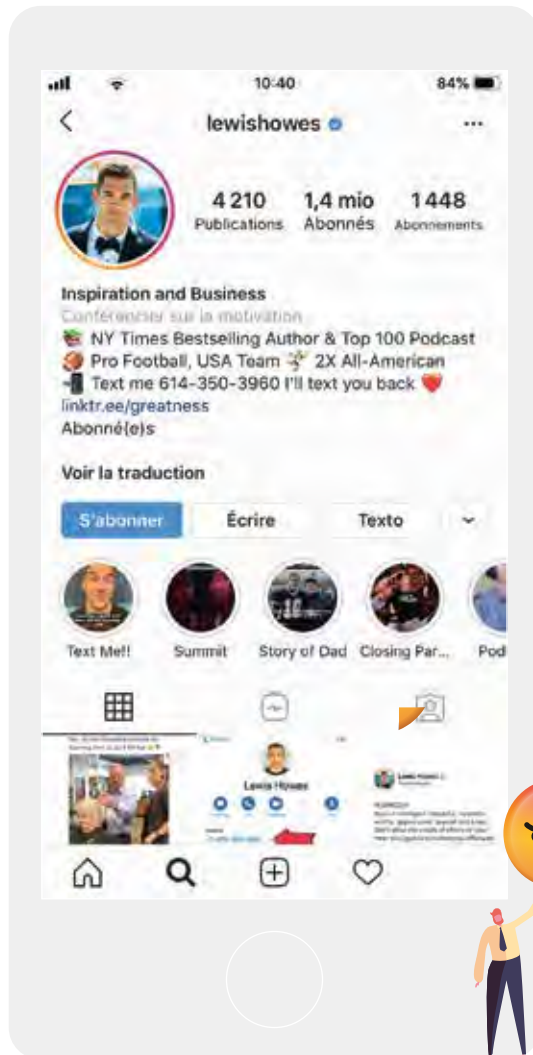 10:40
84%
lewishowes
4 210 1,4 mio 1 448
Publications Abonnés Abonnements
Inspiration and Business
Conférencier sur la motivation
NY Times Bestselling Author & Top 100 Podcast
Pro Football, USA Team 2X All-American
Text me 614-350-3960 I'll text you back
linktr.ee/greatness
Abonné(e)s
Voir la traduction
S'abonner Écrire Texto
Text Me!! Summit Story of Dad Closing Par... Pod
Lewis Howes